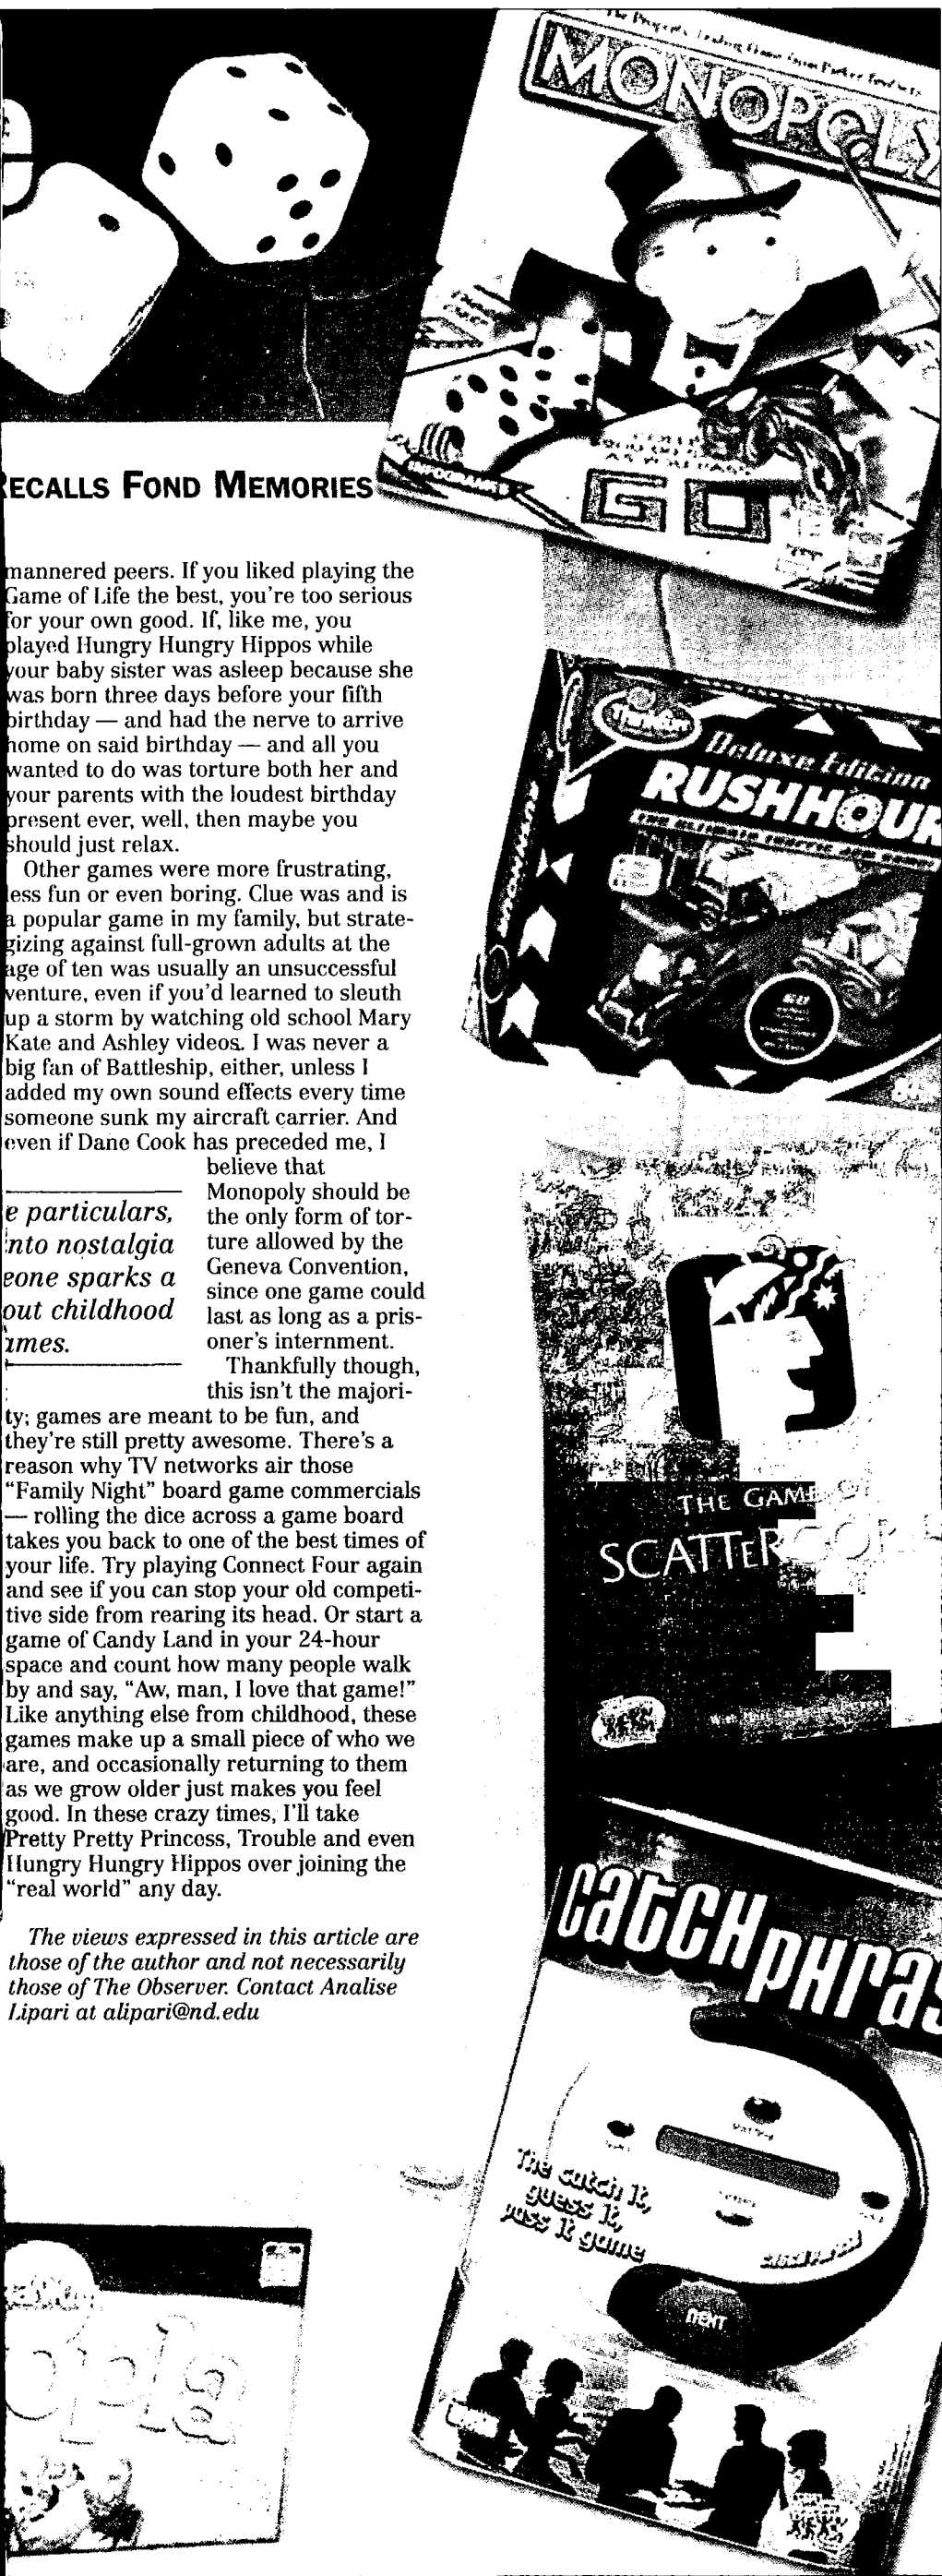 MONOPOLY
GO
ECALLS FOND MEMORIES
mannered peers. If you liked playing the
Game of Life the best, you're too serious
for your own good. If, like me, you
played Hungry Hungry Hippos while
your baby sister was asleep because she
was born three days before your fifth
birthday — and had the nerve to arrive
home on said birthday — and all you
wanted to do was torture both her and
your parents with the loudest birthday
present ever, well, then maybe you
should just relax.
Other games were more frustrating,
less fun or even boring. Clue was and is
a popular game in my family, but strate-
gizing against full-grown adults at the
age of ten was usually an unsuccessful
venture, even if you'd learned to sleuth
up a storm by watching old school Mary
Kate and Ashley videos. I was never a
big fan of Battleship, either, unless I
added my own sound effects every time
someone sunk my aircraft carrier. And
even if Dane Cook has preceded me, I
believe that
Monopoly should be
the only form of tor-
ture allowed by the
Geneva Convention,
since one game could
last as long as a pris-
oner's internment.
Thankfully though,
this isn't the majori-
e particulars,
into nostalgia
eone sparks a
out childhood
ames.
ty; games are meant to be fun, and
they're still pretty awesome. There's a
reason why TV networks air those
"Family Night" board game commercials
— rolling the dice across a game board
takes you back to one of the best times of
your life. Try playing Connect Four again
and see if you can stop your old competi-
tive side from rearing its head. Or start a
game of Candy Land in your 24-hour
space and count how many people walk
by and say, "Aw, man, I love that game!"
Like anything else from childhood, these
games make up a small piece of who we
are, and occasionally returning to them
as we grow older just makes you feel
good. In these crazy times, I'll take
Pretty Pretty Princess, Trouble and even
Hungry Hungry Hippos over joining the
"real world" any day.
The views expressed in this article are
those of the author and not necessarily
those of The Observer. Contact Analise
Lipari at alipari@nd.edu
Deluxe Edition
RUSH HOUR
THE GAME OF
SCATTERGORIES
CATCH PHRAS
The catch it,
guess it,
pass it game
NEXT
opla